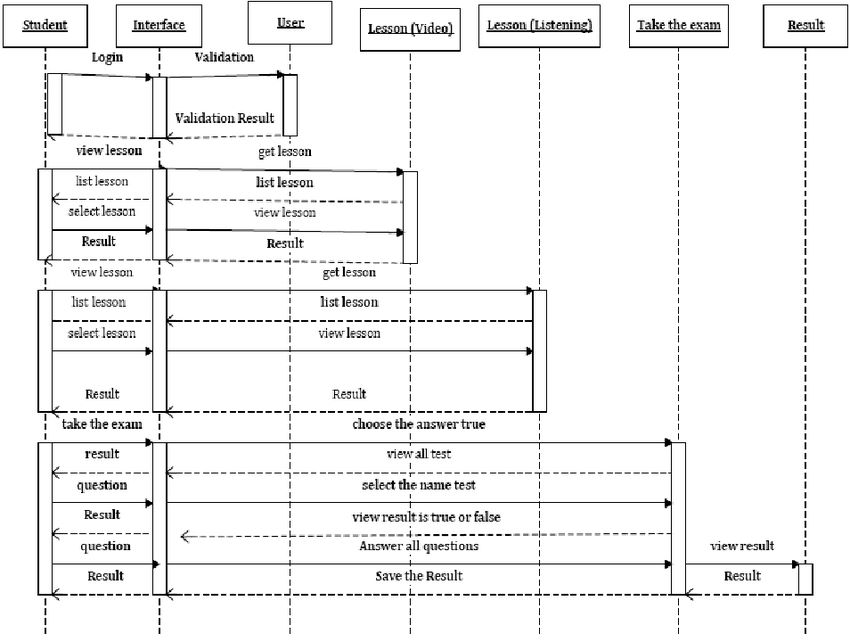 Student Interface User Lesson (Video) Lesson (Listening) Take the exam Result
Login Validation
Validation Result
view lesson get lesson
list lesson list lesson
select lesson view lesson
Result Result
view lesson get lesson
list lesson list lesson
select lesson view lesson
Result Result
take the exam choose the answer true
result view all test
question select the name test
Result view result is true or false
question Answer all questions view result
Result Save the Result Result